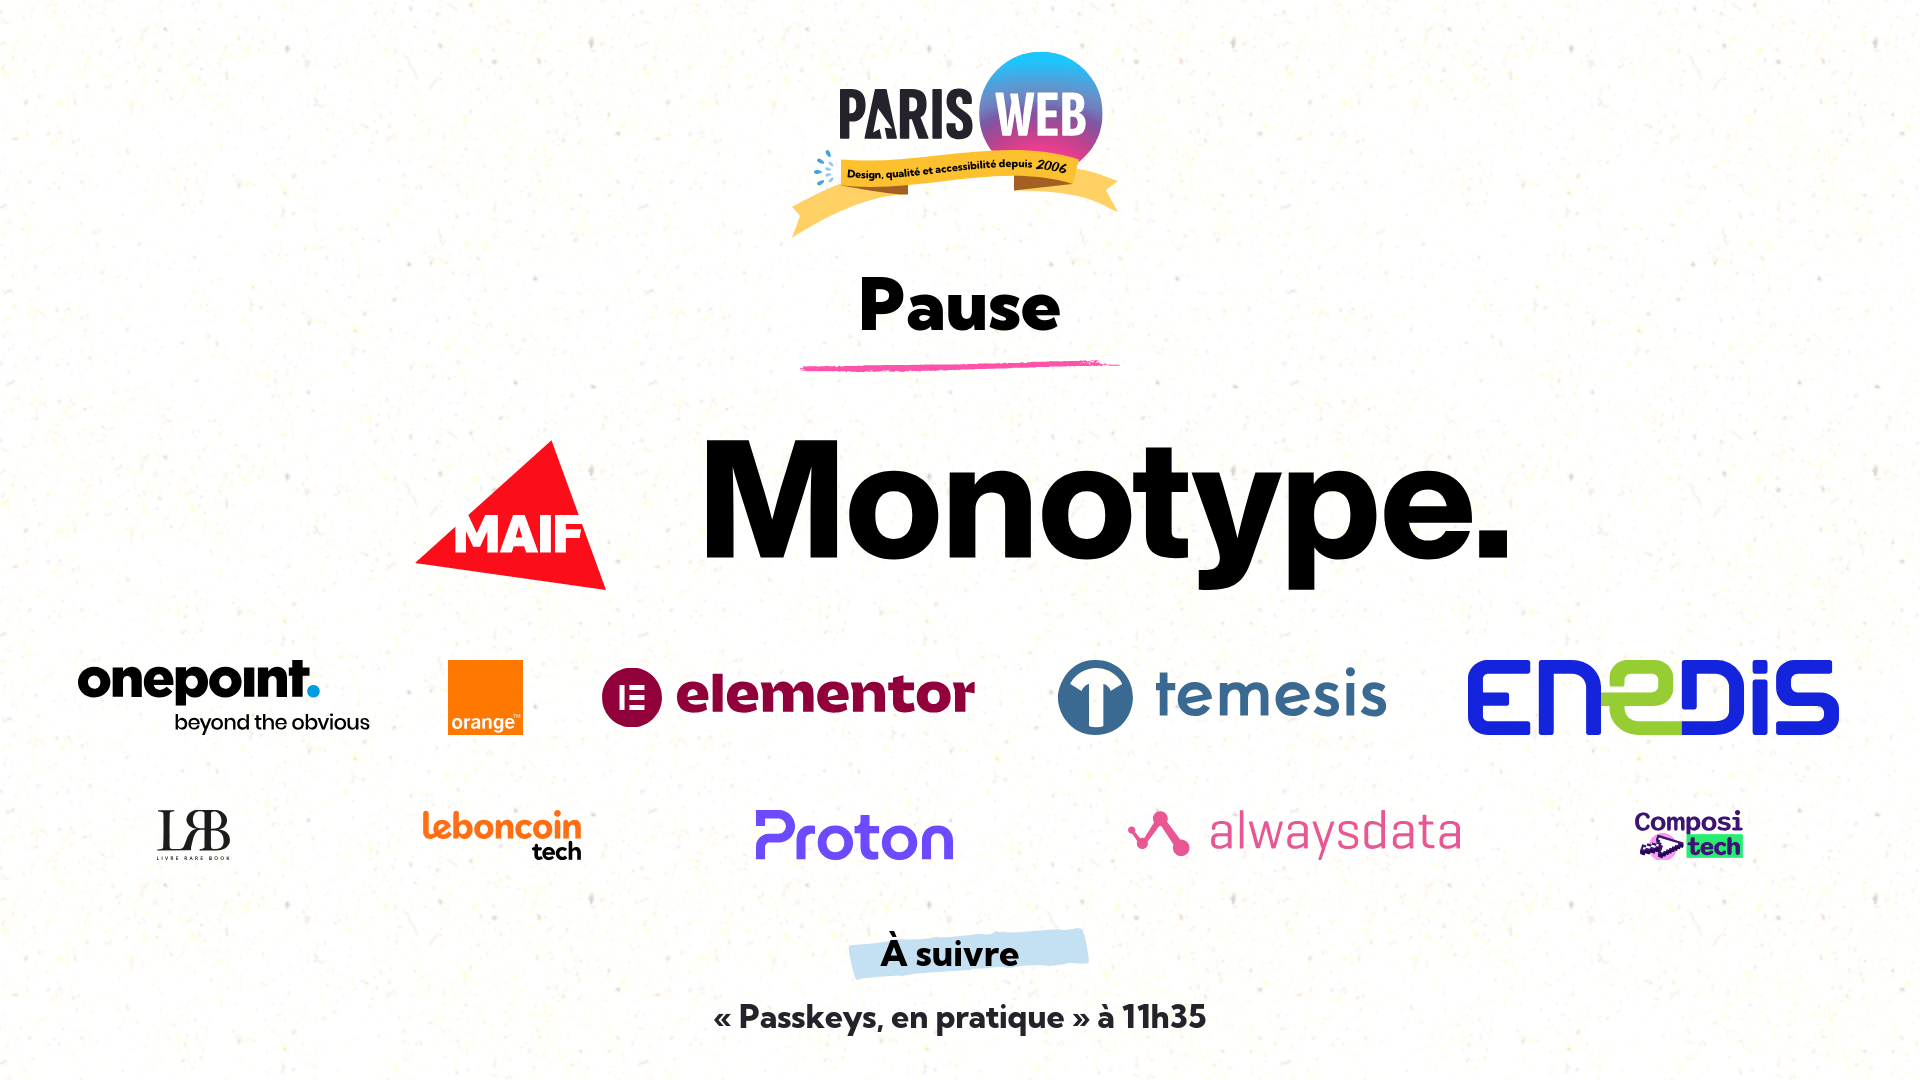 PARIS WEB
Design, qualité et accessibilité depuis 2006
Pause
MAIF
Monotype.
onepoint.
beyond the obvious
orange™
elementor
temesis
ENEDIS
LRB
LIVRE RARE BOOK
leboncoin
tech
Proton
alwaysdata
Composi
tech
À suivre
« Passkeys, en pratique » à 11h35